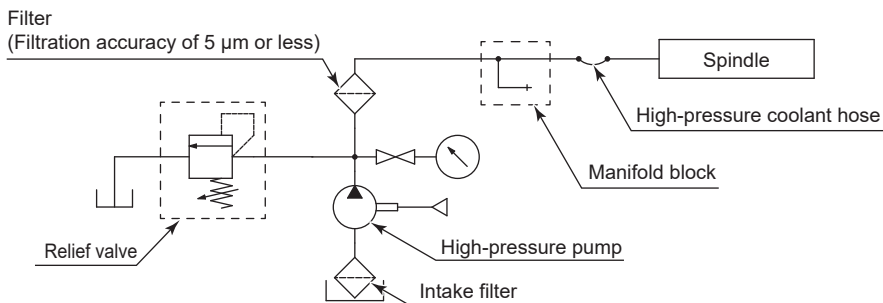 Filter
(Filtration accuracy of 5 µm or less)
Spindle
High-pressure coolant hose
Manifold block
Relief valve
High-pressure pump
Intake filter